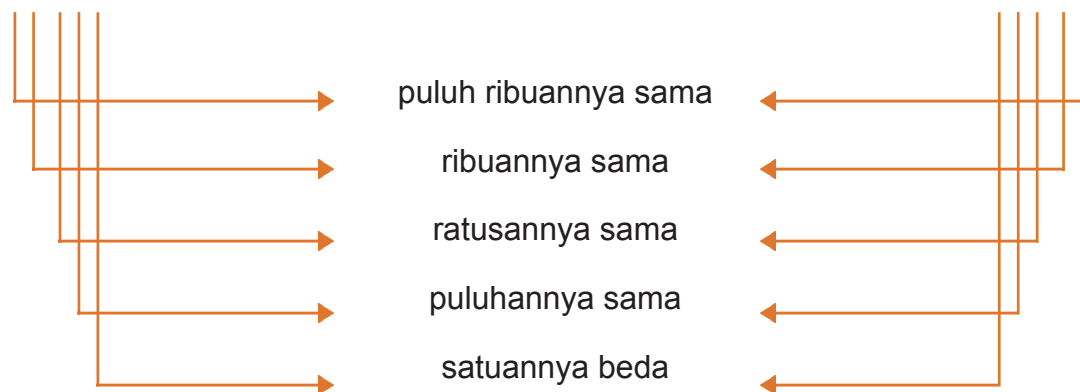 puluh ribuannya sama
ribuannya sama
ratusannya sama
puluhannya sama
satuannya beda